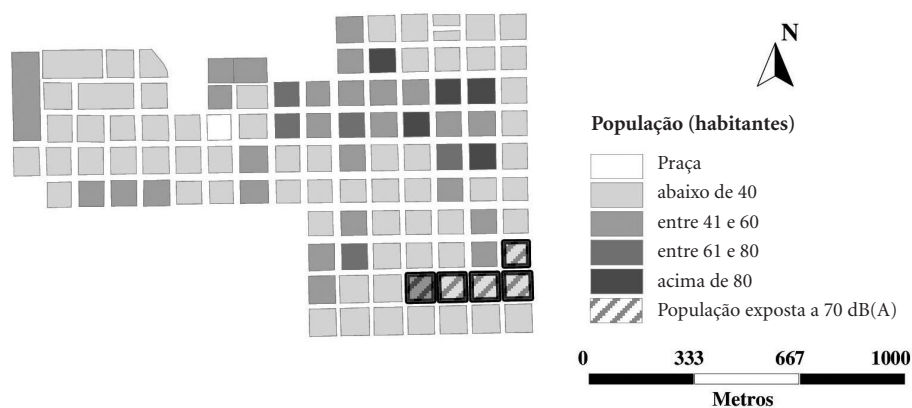 N
População (habitantes)
Praça
abaixo de 40
entre 41 e 60
entre 61 e 80
acima de 80
População exposta a 70 dB(A)
0 333 667 1000
Metros